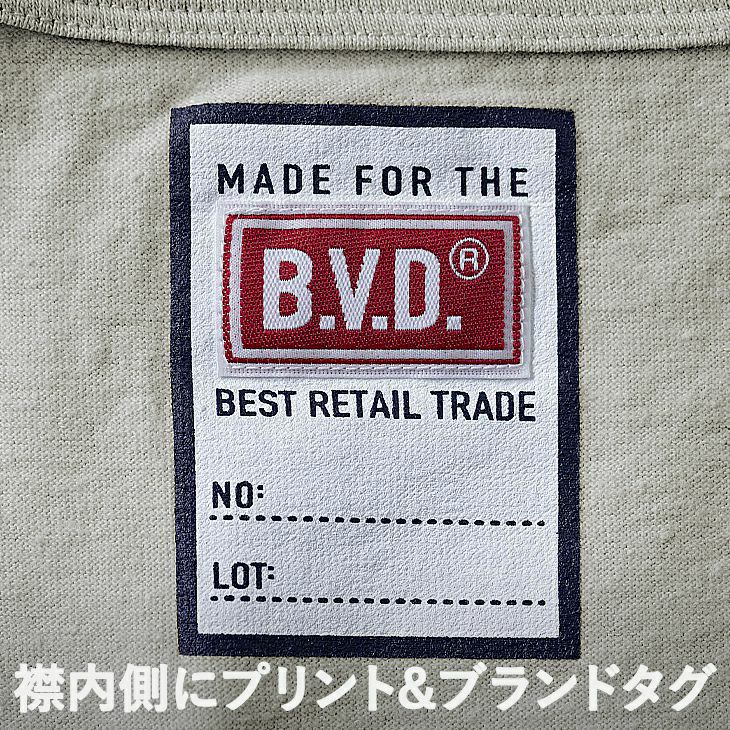 MADE FOR THE
B.V.D.®
BEST RETAIL TRADE
NO:
LOT:
襟内側にプリント&ブランドタグ